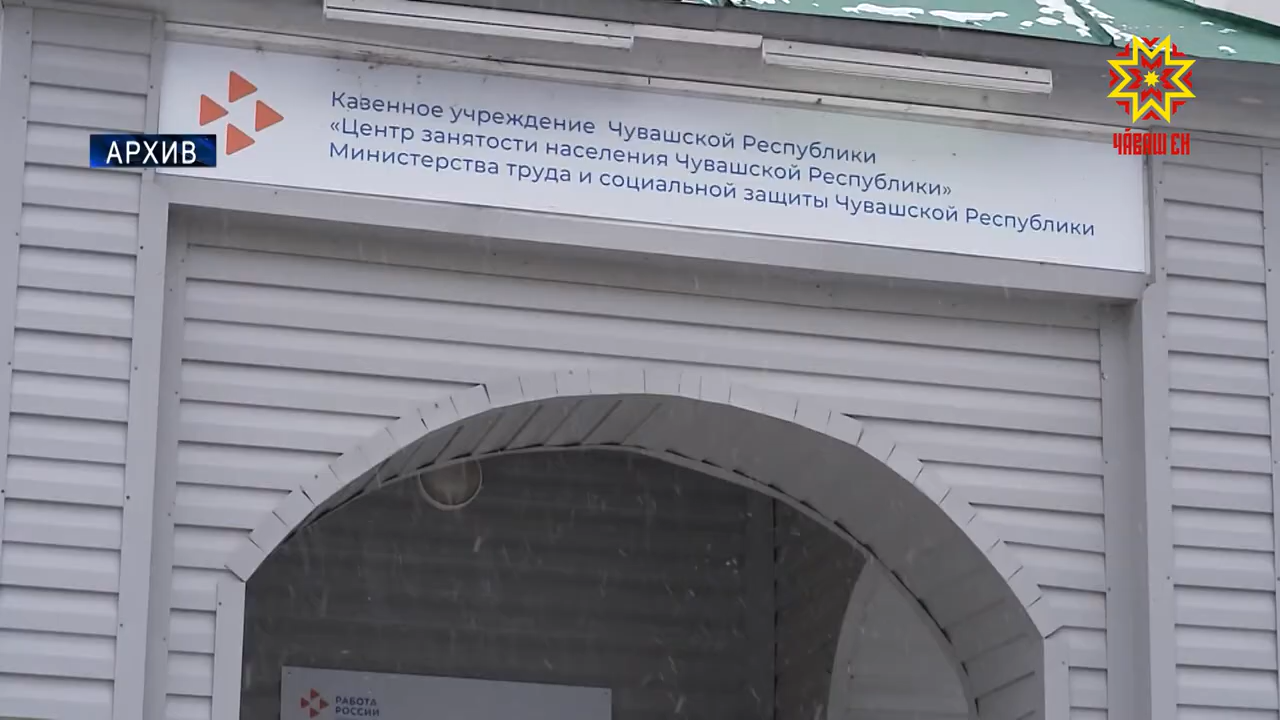 Казенное учреждение Чувашской Республики
«Центр занятости населения Чувашской Республики»
Министерства труда и социальной защиты Чувашской Республики
АРХИВ
ЧӐВАШ ЕН
РАБОТА
РОССИИ